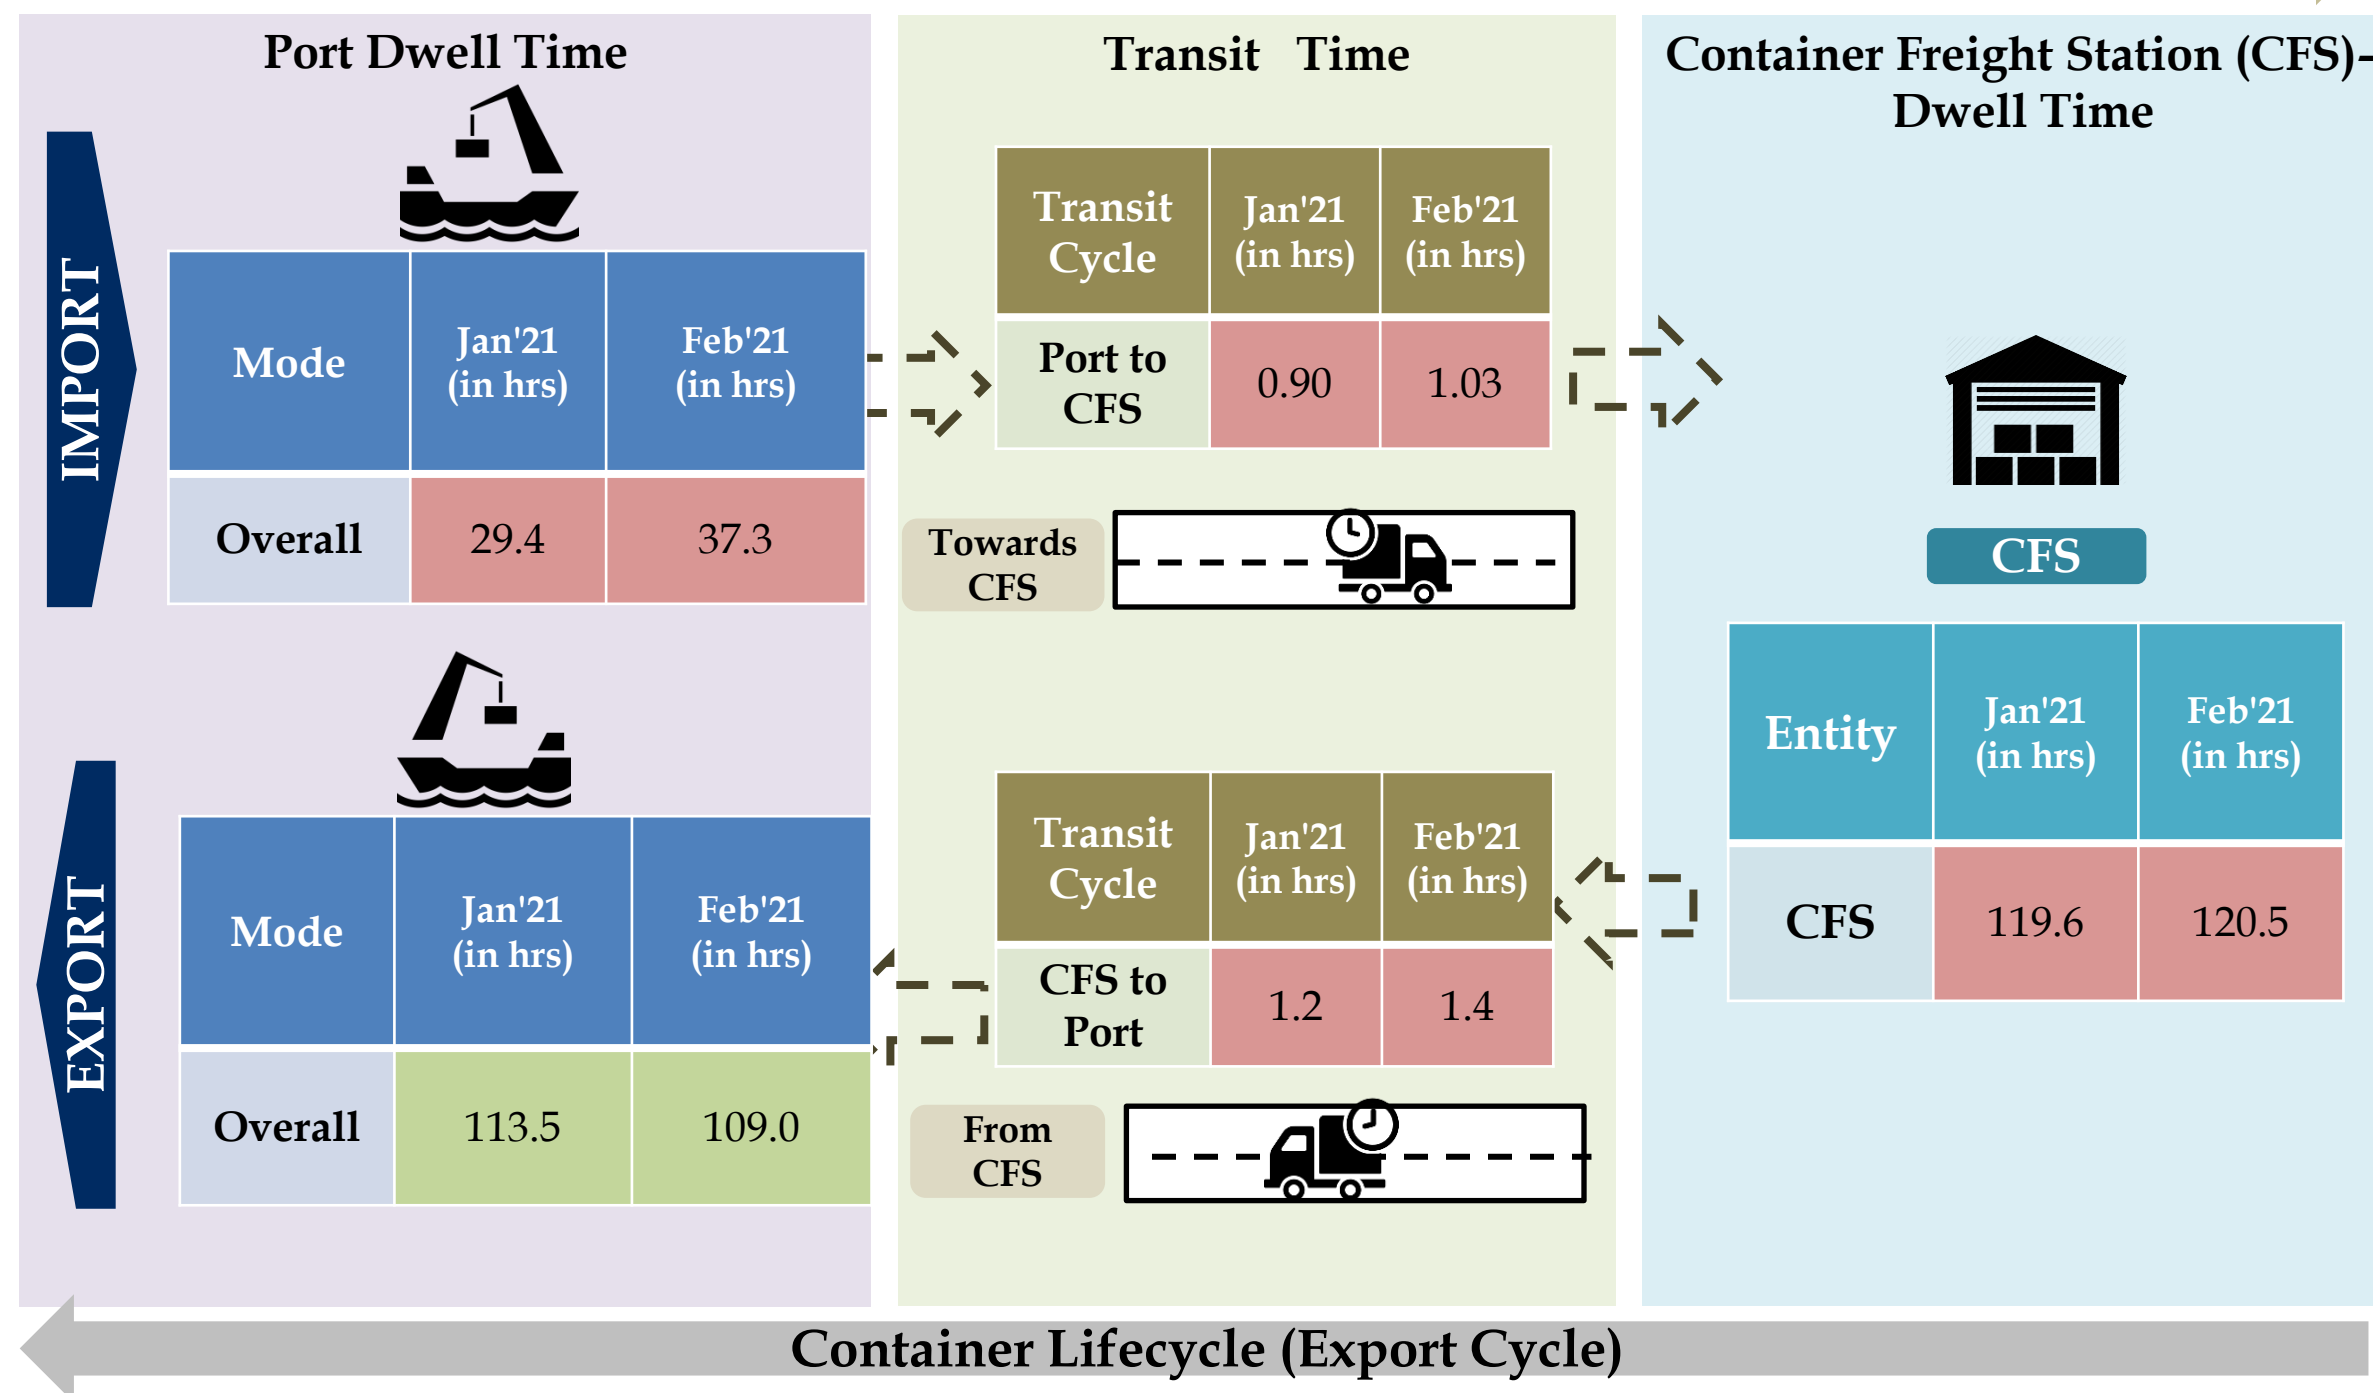 Port Dwell Time
IMPORT
Mode
Jan'21
(in hrs)
Feb'21
(in hrs)
Overall
29.4
37.3
EXPORT
Mode
Jan'21
(in hrs)
Feb'21
(in hrs)
Overall
113.5
109.0
Transit Time
Transit
Cycle
Jan'21
(in hrs)
Feb'21
(in hrs)
Port to
CFS
0.90
1.03
Towards
CFS
Transit
Cycle
Jan'21
(in hrs)
Feb'21
(in hrs)
CFS to
Port
1.2
1.4
From
CFS
Container Freight Station (CFS)-
Dwell Time
CFS
Entity
Jan'21
(in hrs)
Feb'21
(in hrs)
CFS
119.6
120.5
Container Lifecycle (Export Cycle)